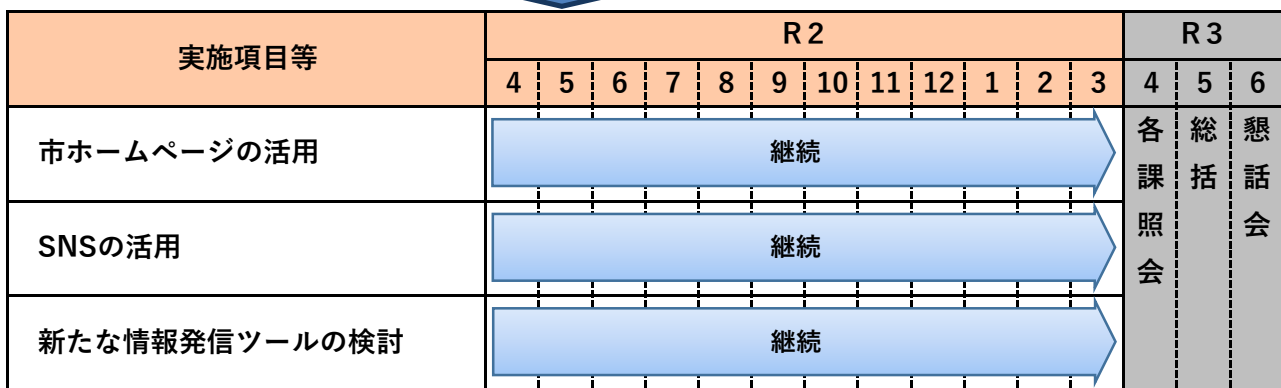 実施項目等 R2 R3
4 5 6 7 8 9 10 11 12 1 2 3 4 5 6
市ホームページの活用 継続
SNSの活用 継続
新たな情報発信ツールの検討 継続
各課照会
総括
懇話会